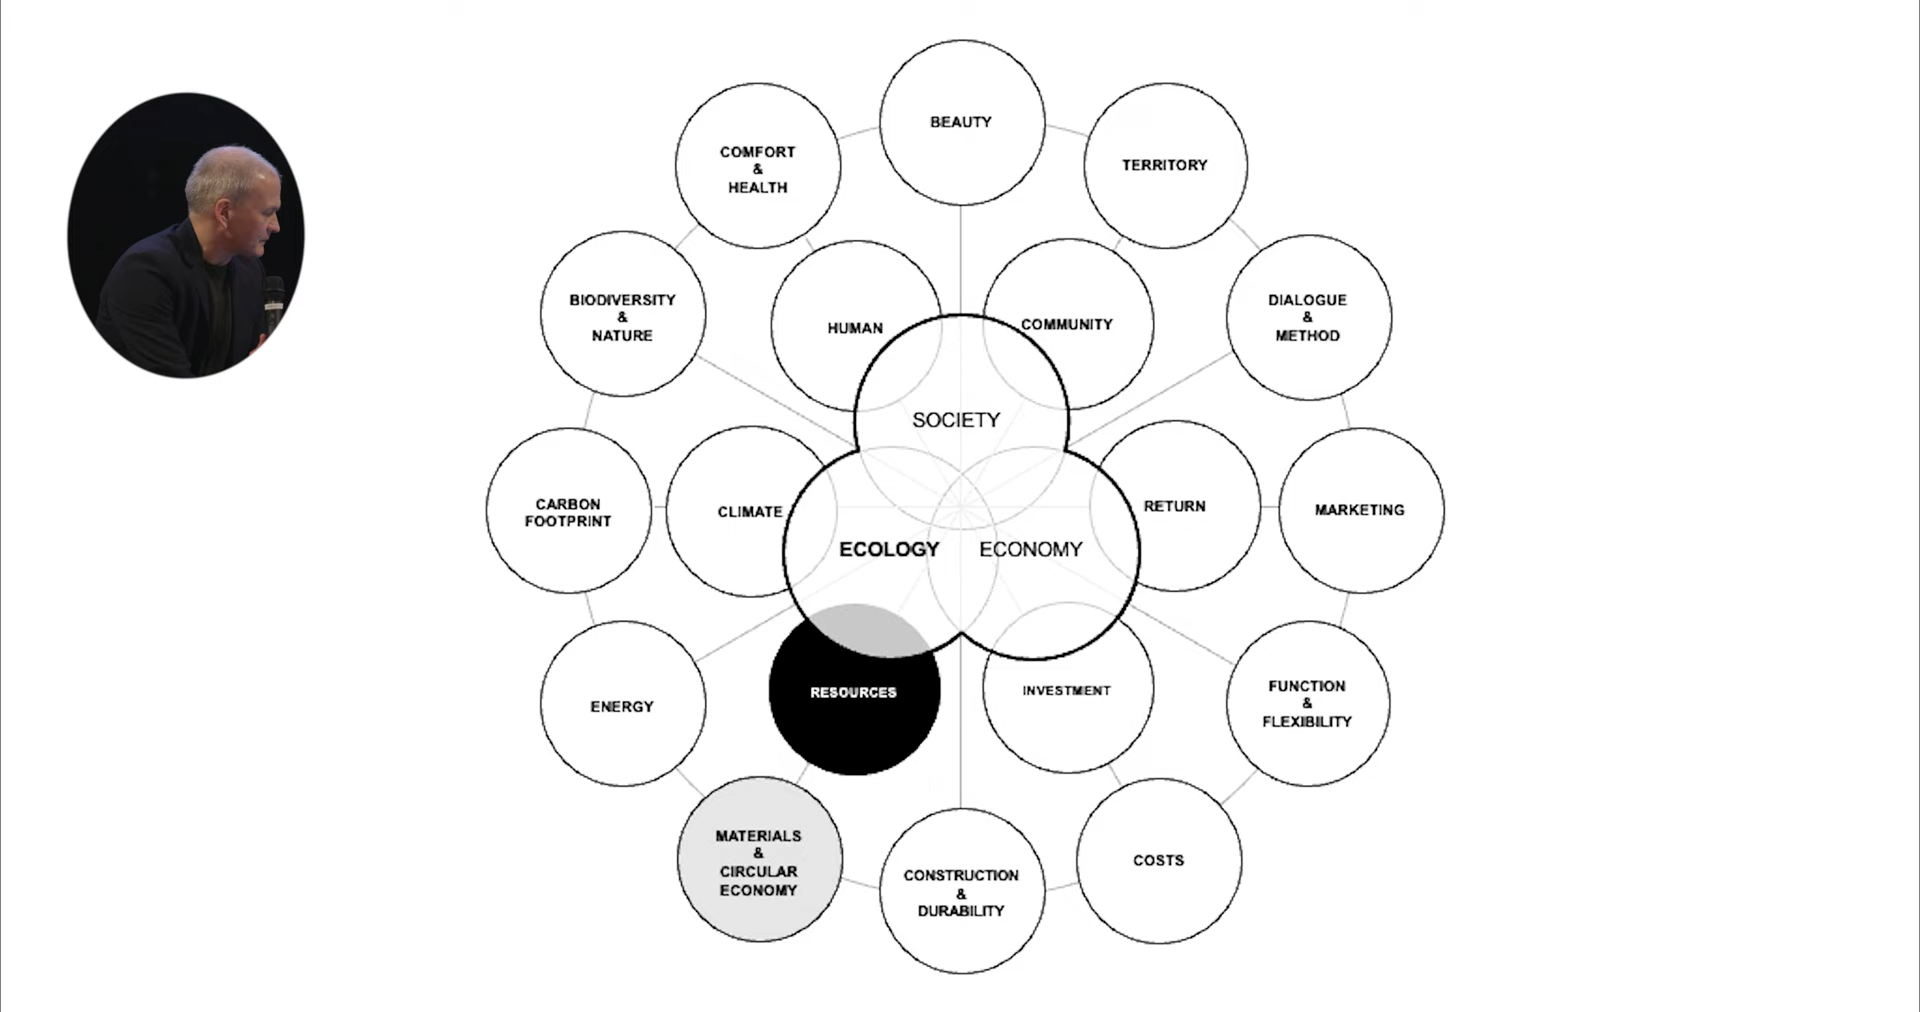 BEAUTY
COMFORT
&
HEALTH
TERRITORY
BIODIVERSITY
&
NATURE
HUMAN
COMMUNITY
DIALOGUE
&
METHOD
SOCIETY
CARBON
FOOTPRINT
CLIMATE
RETURN
MARKETING
ECOLOGY
ECONOMY
ENERGY
RESOURCES
INVESTMENT
FUNCTION
&
FLEXIBILITY
MATERIALS
&
CIRCULAR
ECONOMY
CONSTRUCTION
&
DURABILITY
COSTS